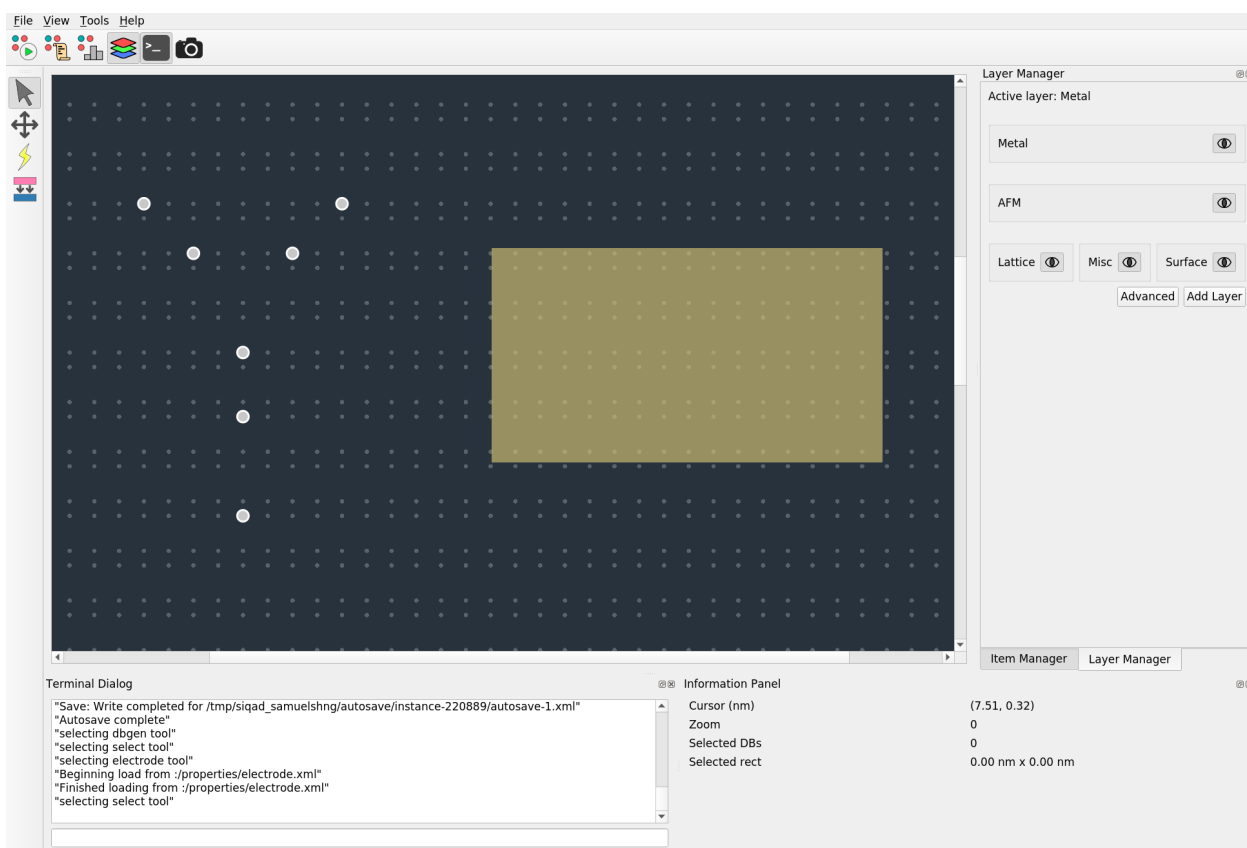 File View Tools Help
>_
Layer Manager
Active layer: Metal
Metal
AFM
Lattice Misc Surface
Advanced Add Layer
Item Manager Layer Manager
Terminal Dialog
"Save: Write completed for /tmp/siqad_samuelshng/autosave/instance-220889/autosave-1.xml"
"Autosave complete"
"selecting dbgen tool"
"selecting select tool"
"selecting electrode tool"
"Beginning load from :/properties/electrode.xml"
"Finished loading from :/properties/electrode.xml"
"selecting select tool"
Information Panel
Cursor (nm) (7.51, 0.32)
Zoom 0
Selected DBs 0
Selected rect 0.00 nm x 0.00 nm